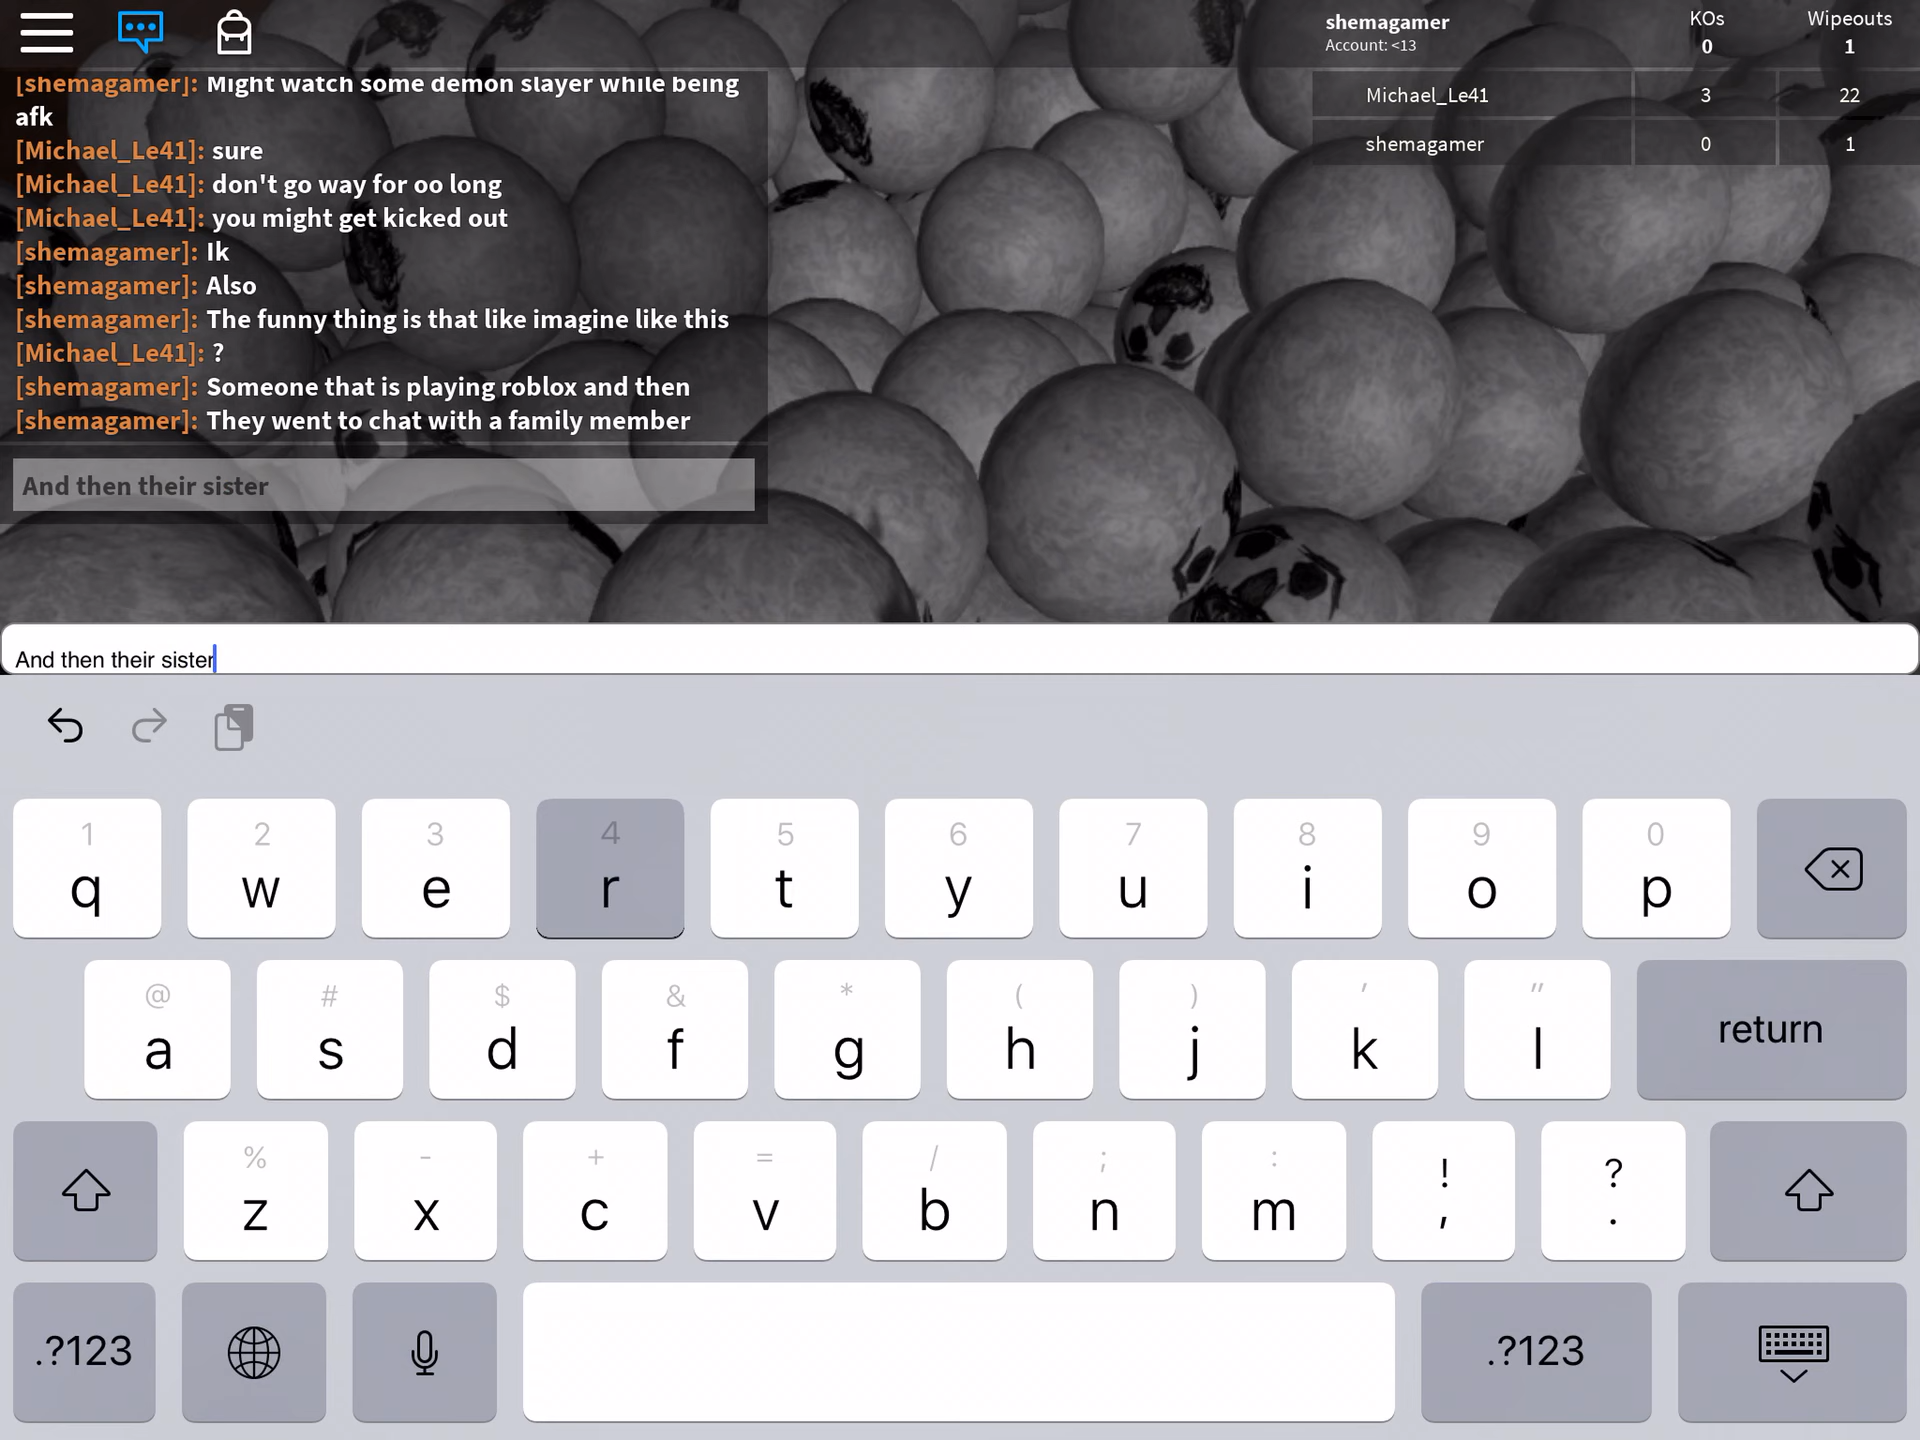 shemagamer KOs Wipeouts
Account: <13 0 1
Michael_Le41 3 22
shemagamer 0 1
[shemagamer]: Might watch some demon slayer while being
afk
[Michael_Le41]: sure
[Michael_Le41]: don't go way for oo long
[Michael_Le41]: you might get kicked out
[shemagamer]: Ik
[shemagamer]: Also
[shemagamer]: The funny thing is that like imagine like this
[Michael_Le41]: ?
[shemagamer]: Someone that is playing roblox and then
[shemagamer]: They went to chat with a family member
And then their sister
And then their sister
1 2 3 4 5 6 7 8 9 0
q w e r t y u i o p
@ # $ & * ( ) ' "
a s d f g h j k l return
% - + = / ; : ! ?
z x c v b n m , .
.?123 .?123